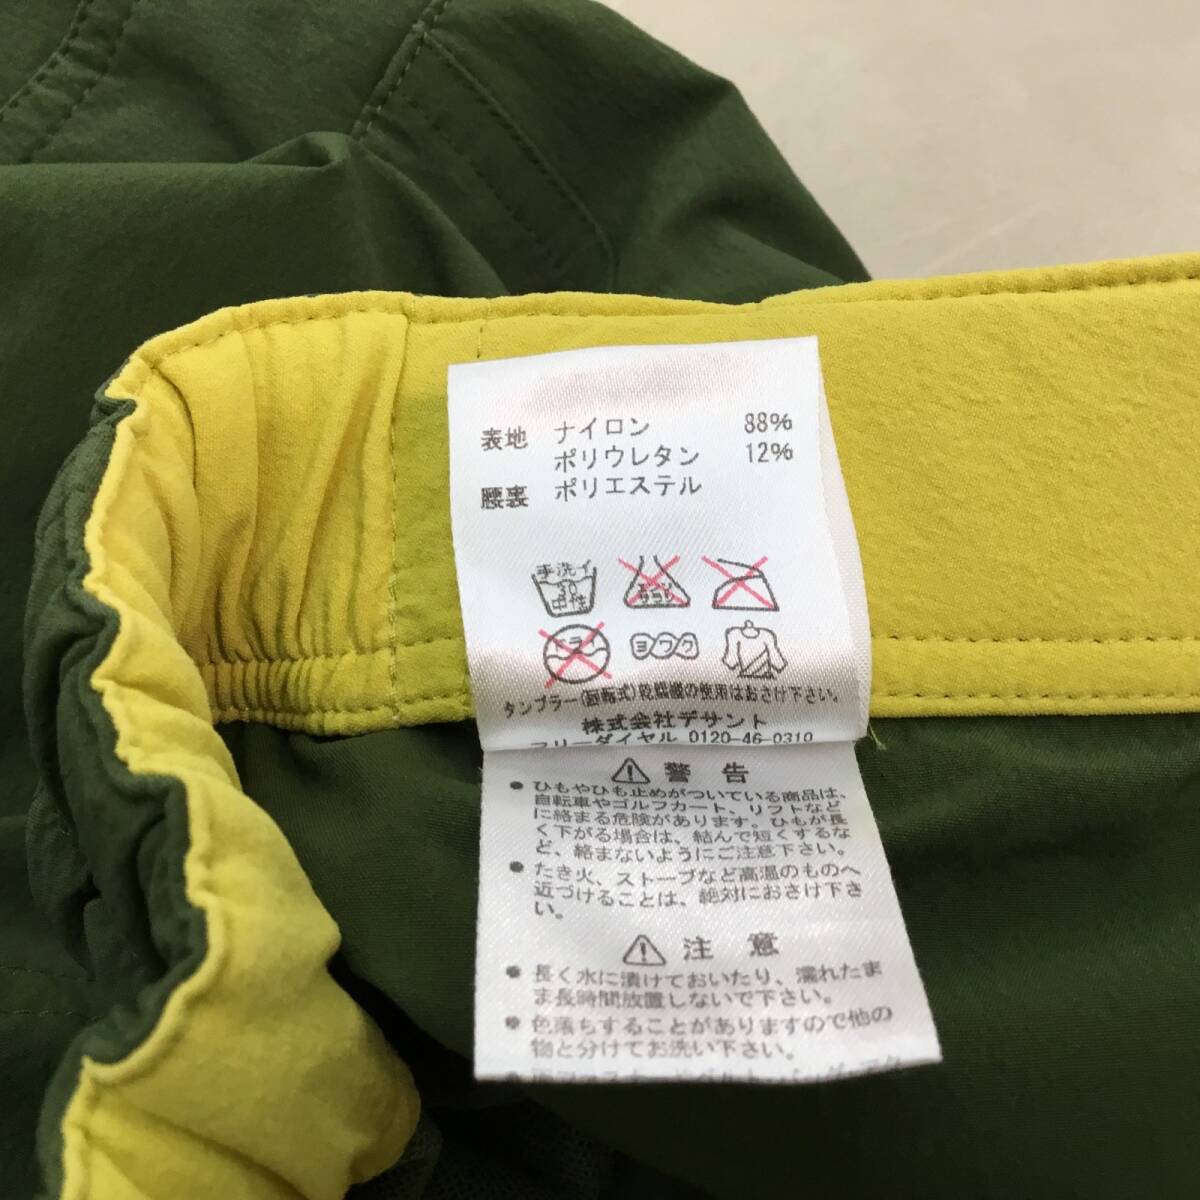 表地 ナイロン 88%
ポリウレタン 12%
腰裏 ポリエステル
手洗イ
30
中性
エンソ
サラシ
ドライ
ヨワク
タンブラー(回転式)乾燥機の使用はおさけ下さい。
株式会社デサント
フリーダイヤル 0120-46-0310
警告
• ひもやひも止めがついている商品は、
自転車やゴルフカート、リフトなど
に絡まる危険があります。ひもが長
く下がる場合は、結んで短くするな
ど、絡まないようにご注意下さい。
• たき火、ストーブなど高温のものへ
近づけることは、絶対におさけ下さ
い。
注意
• 長く水に漬けておいたり、濡れたま
ま長時間放置しないで下さい。
• 色落ちすることがありますので他の
物と分けてお洗い下さい。